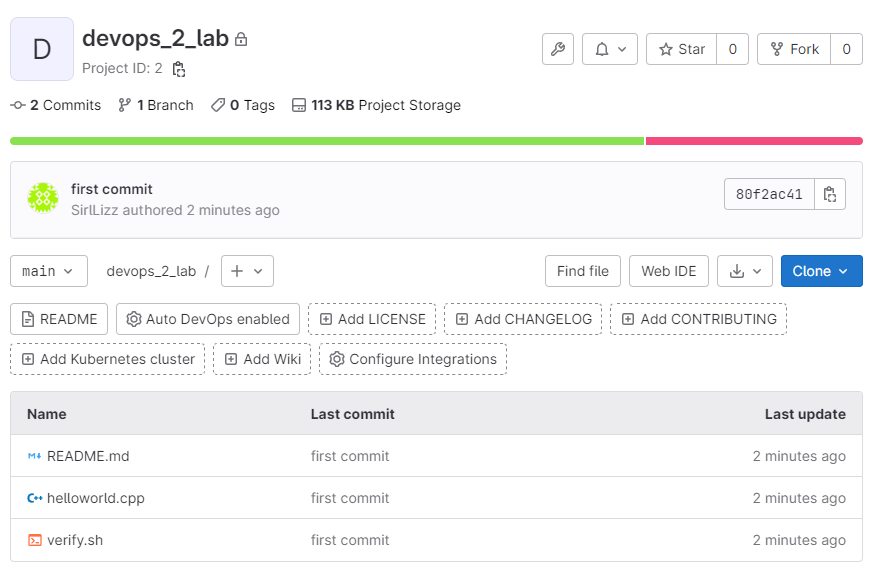 D
devops_2_lab
Project ID: 2
Star 0
Fork 0
2 Commits 1 Branch 0 Tags 113 KB Project Storage
first commit
SirlLizz authored 2 minutes ago
80f2ac41
main devops_2_lab / + Find file Web IDE Clone
README Auto DevOps enabled Add LICENSE Add CHANGELOG Add CONTRIBUTING
Add Kubernetes cluster Add Wiki Configure Integrations
Name Last commit Last update
M↓ README.md first commit 2 minutes ago
C++ helloworld.cpp first commit 2 minutes ago
verify.sh first commit 2 minutes ago